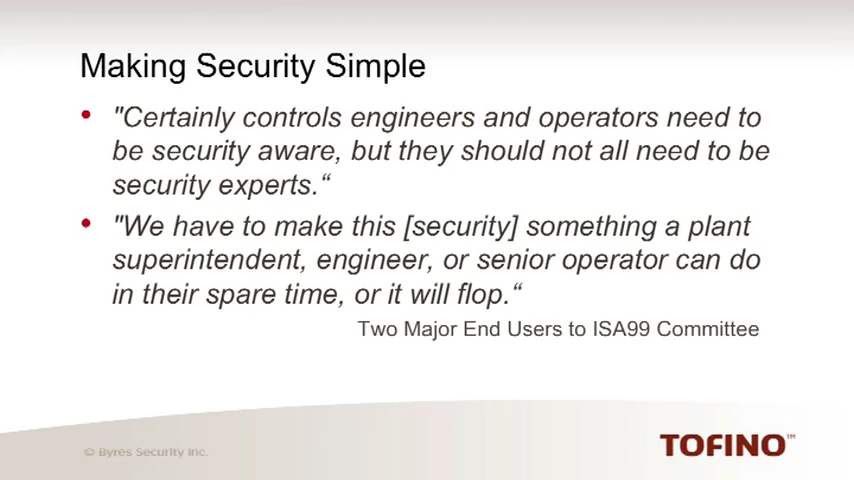 Making Security Simple
• "Certainly controls engineers and operators need to
be security aware, but they should not all need to be
security experts.“
• "We have to make this [security] something a plant
superintendent, engineer, or senior operator can do
in their spare time, or it will flop.“
Two Major End Users to ISA99 Committee
© Byres Security Inc.
TOFINO™